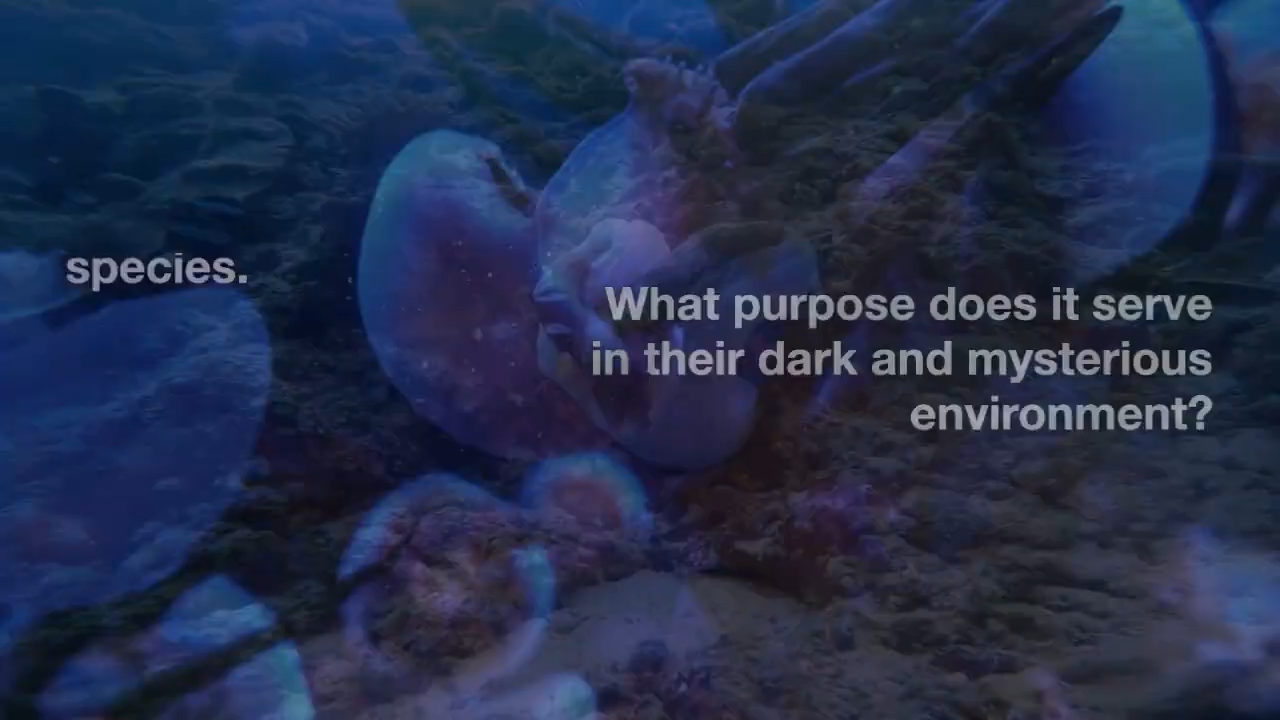 species.
What purpose does it serve
in their dark and mysterious
environment?